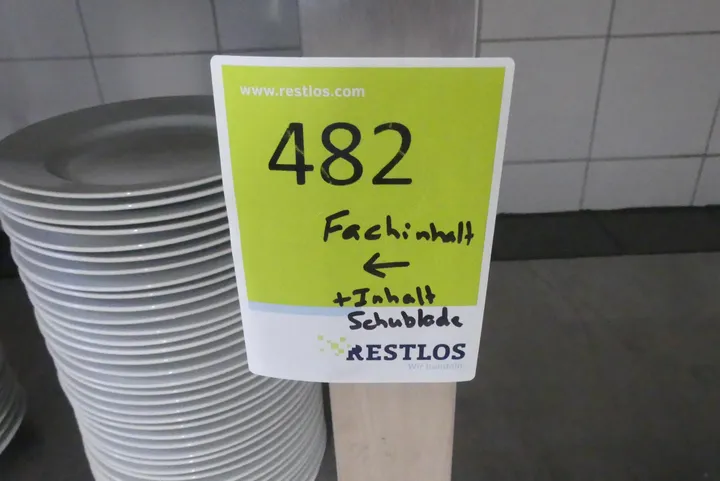 www.restlos.com
482
Fachinhalt
←
+Inhalt
Schublade
RESTLOS